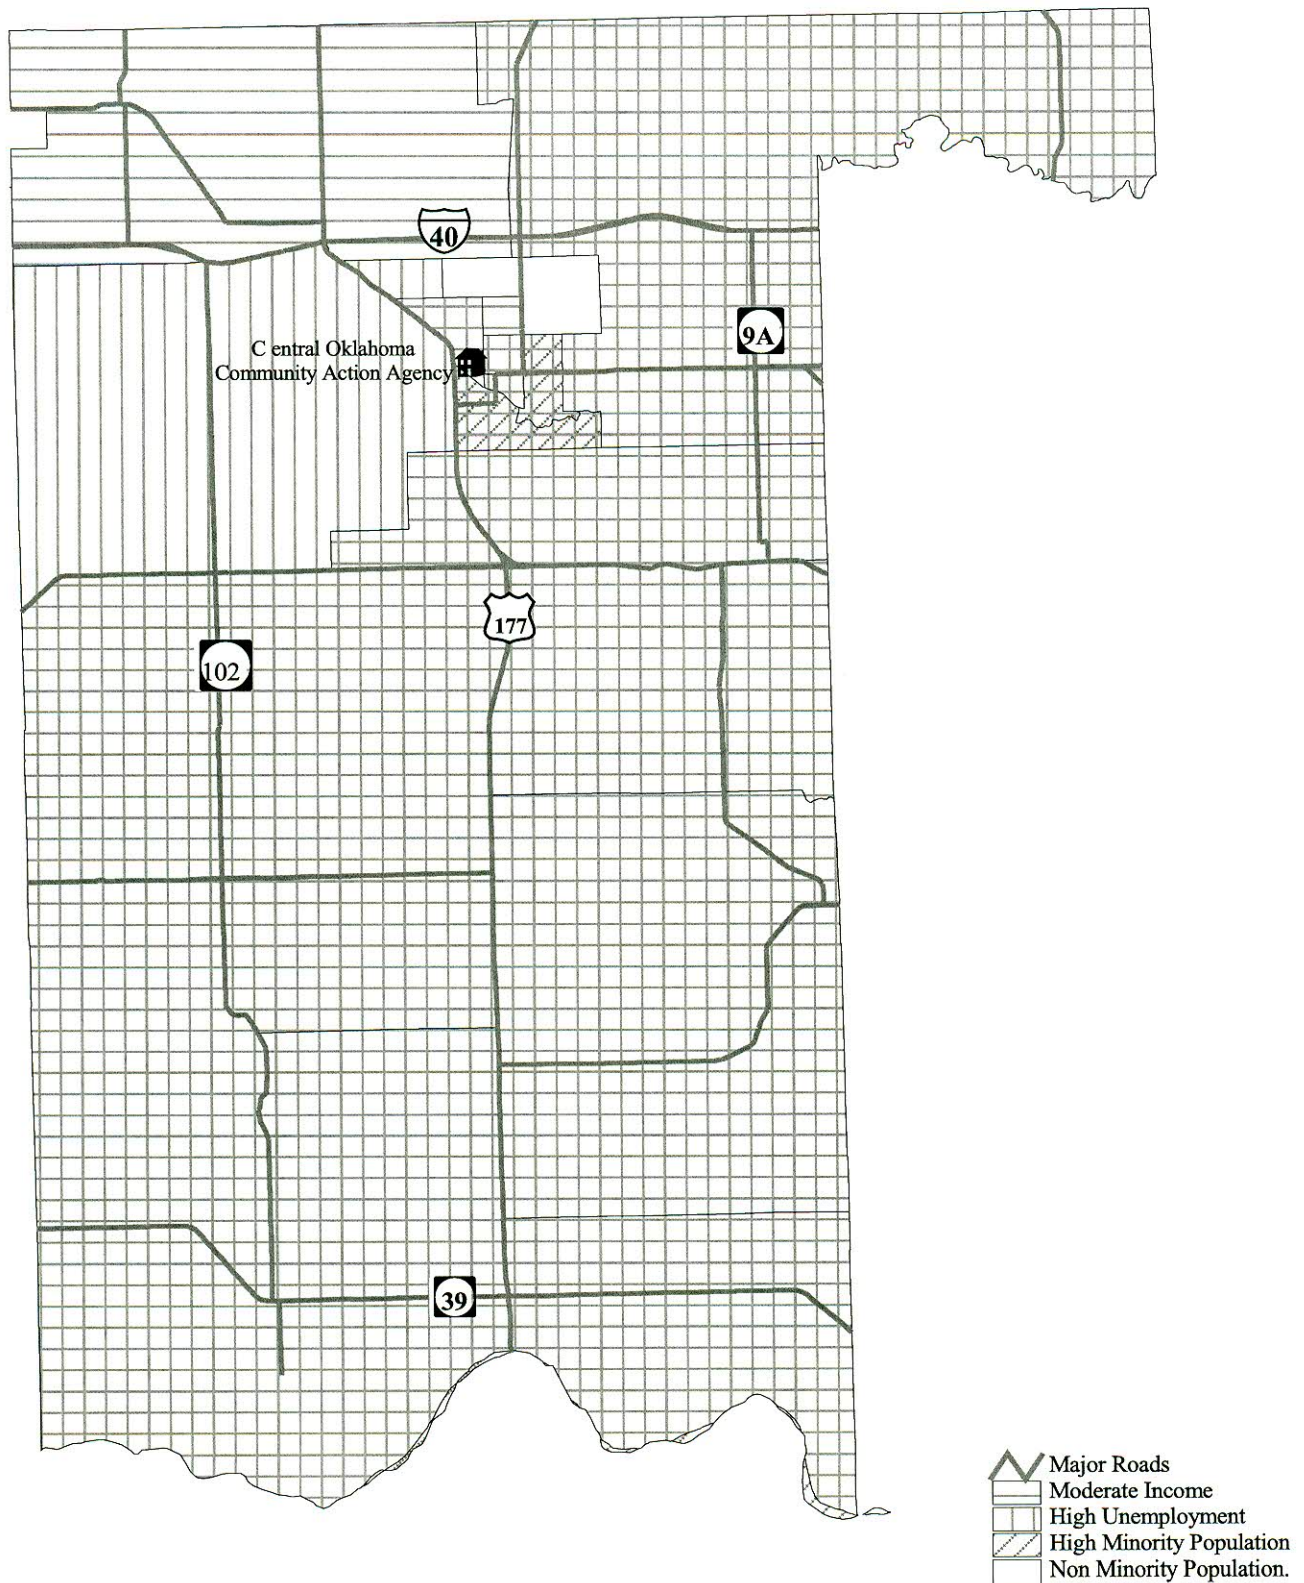 40
9A
C entral Oklahoma
Community Action Agency
177
102
39
Major Roads
Moderate Income
High Unemployment
High Minority Population
Non Minority Population.